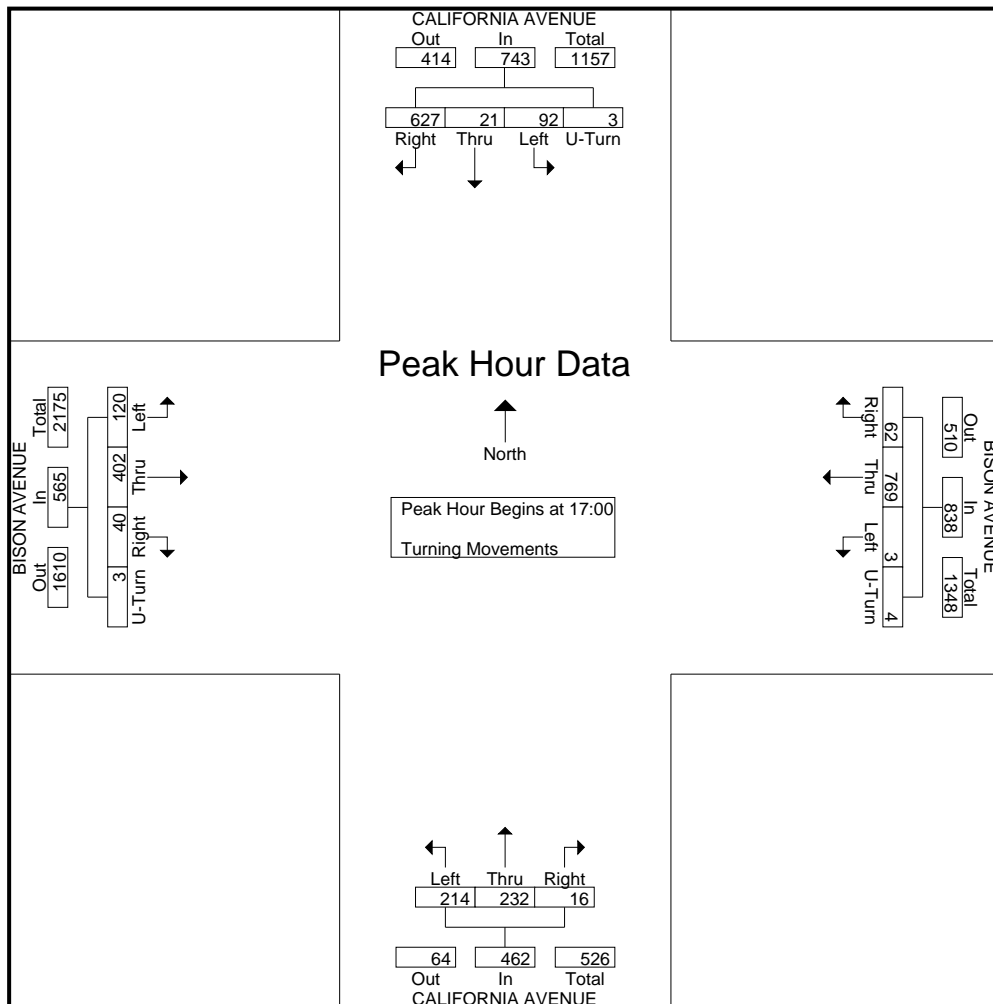 CALIFORNIA AVENUE
Out In Total
414 743 1157
627 21 92 3
Right Thru Left U-Turn
Peak Hour Data
North
Peak Hour Begins at 17:00
Turning Movements
BISON AVENUE
Total In Out
2175 565 1610
120 402 40 3
Left Thru Right U-Turn
Right Thru Left U-Turn
62 769 3 4
Out In Total
510 838 1348
BISON AVENUE
Left Thru Right
214 232 16
64 462 526
Out In Total
CALIFORNIA AVENUE